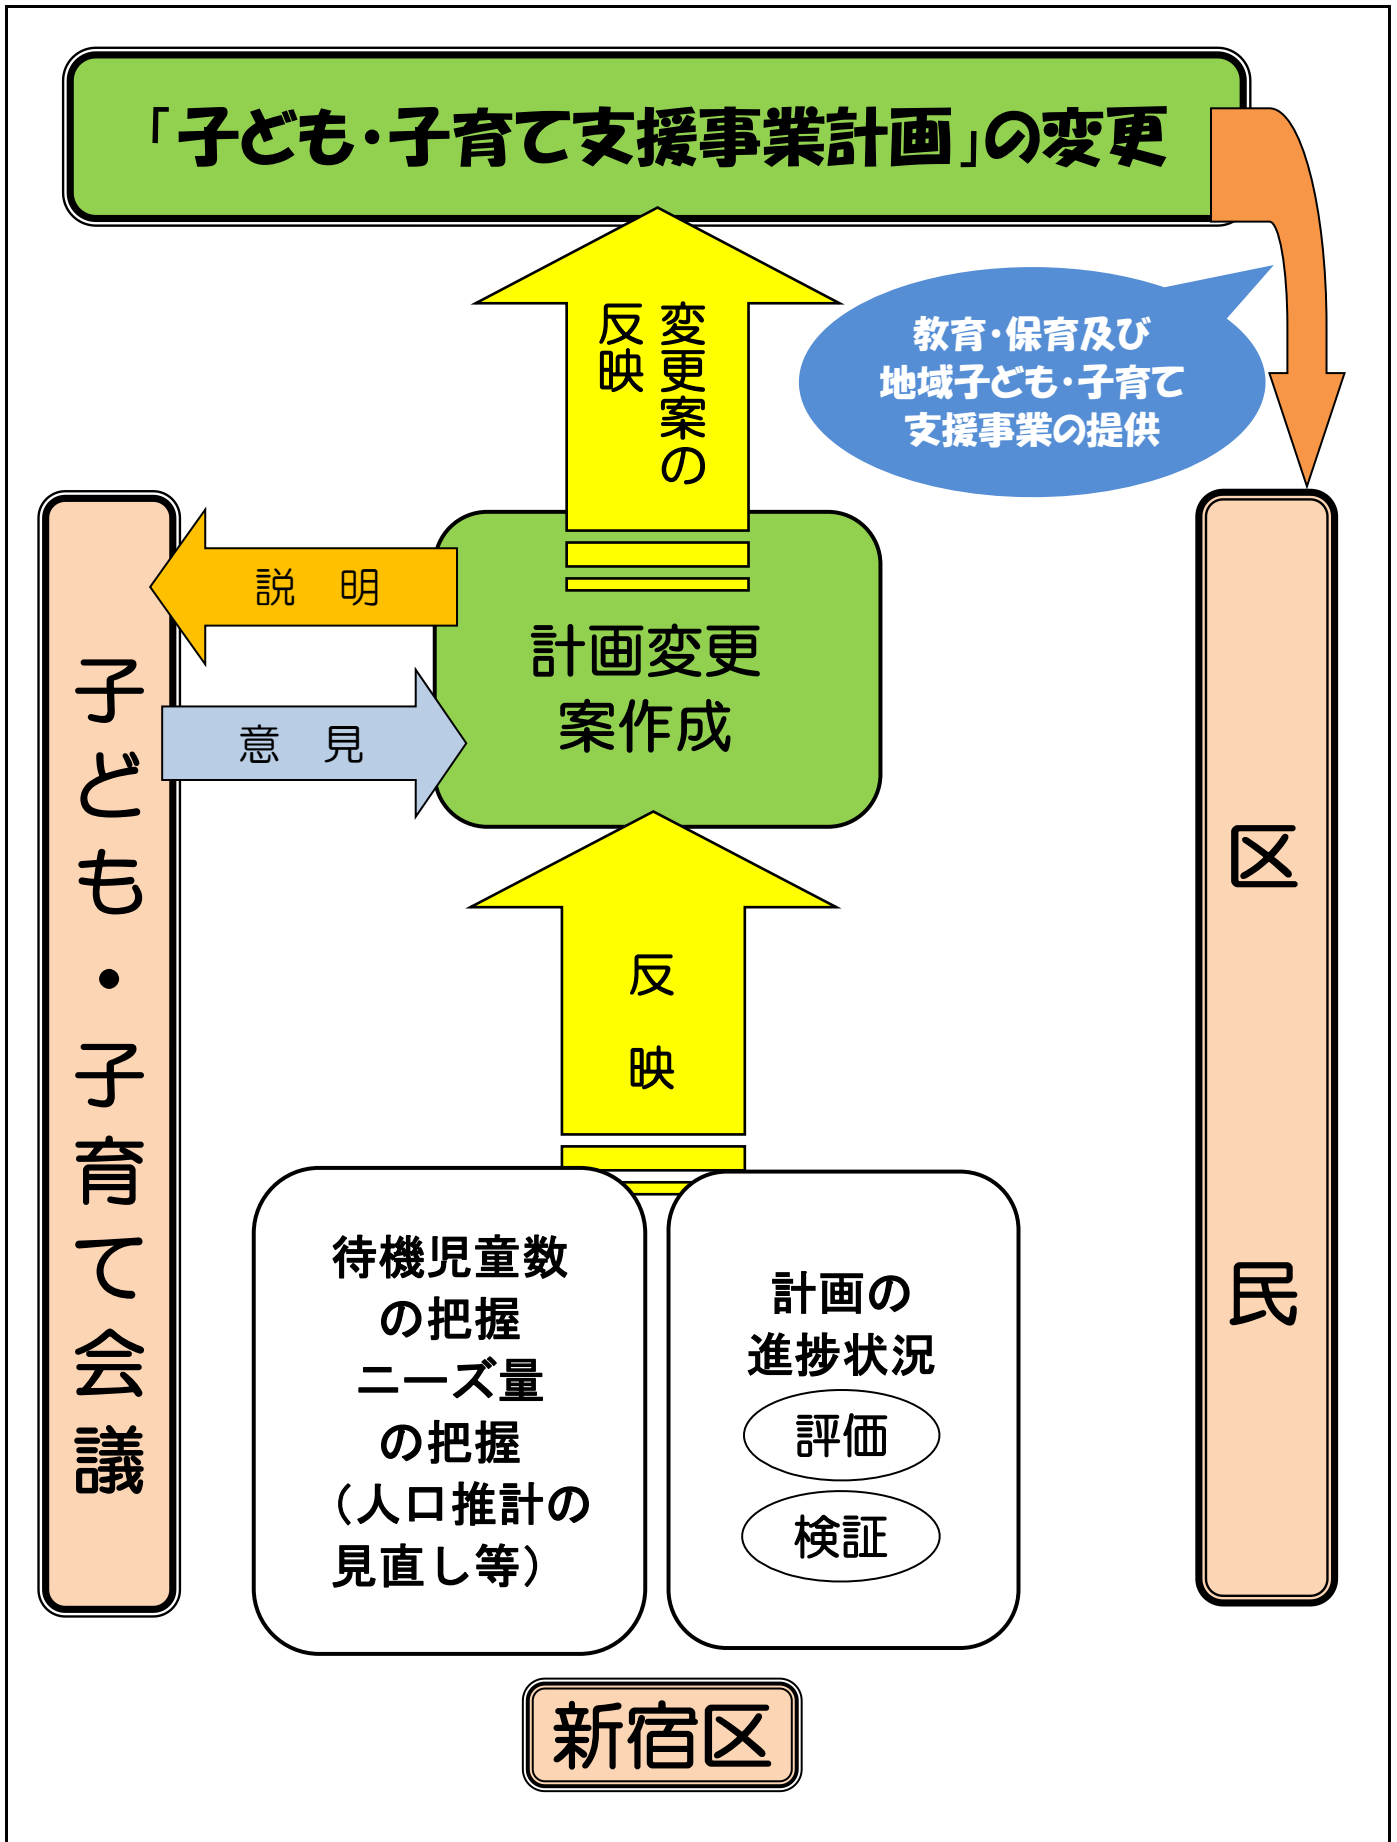 「子ども・子育て支援事業計画」の変更
変更案の
反映
教育・保育及び
地域子ども・子育て
支援事業の提供
説　明
計画変更
案作成
意　見
子ども・子育て会議
区　民
反
映
待機児童数
の把握
ニーズ量
の把握
（人口推計の
見直し等）
計画の
進捗状況
評価
検証
新宿区